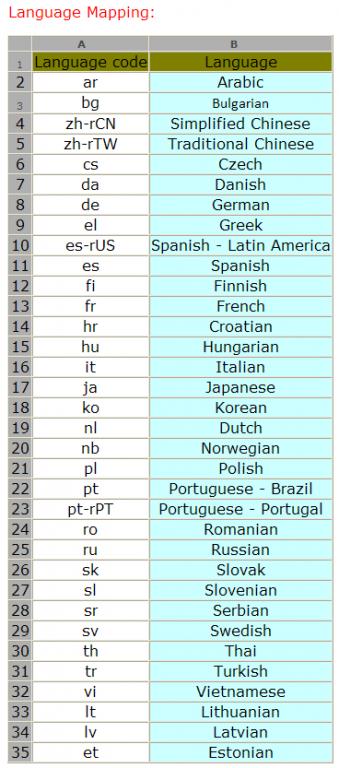 Language Mapping:
A B
1 Language code Language
2 ar Arabic
3 bg Bulgarian
4 zh-rCN Simplified Chinese
5 zh-rTW Traditional Chinese
6 cs Czech
7 da Danish
8 de German
9 el Greek
10 es-rUS Spanish - Latin America
11 es Spanish
12 fi Finnish
13 fr French
14 hr Croatian
15 hu Hungarian
16 it Italian
17 ja Japanese
18 ko Korean
19 nl Dutch
20 nb Norwegian
21 pl Polish
22 pt Portuguese - Brazil
23 pt-rPT Portuguese - Portugal
24 ro Romanian
25 ru Russian
26 sk Slovak
27 sl Slovenian
28 sr Serbian
29 sv Swedish
30 th Thai
31 tr Turkish
32 vi Vietnamese
33 lt Lithuanian
34 lv Latvian
35 et Estonian